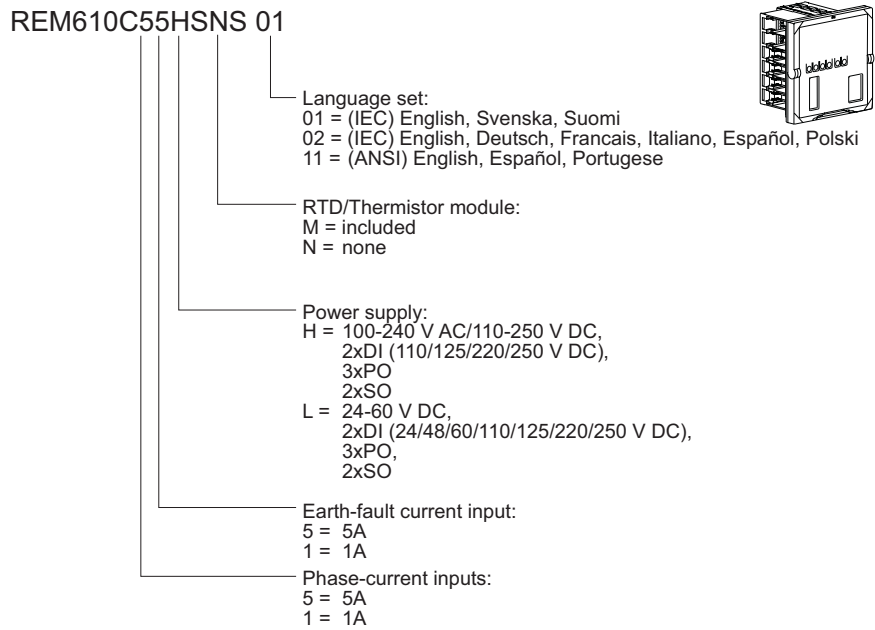 REM610C55HSNS 01
Language set:
01 = (IEC) English, Svenska, Suomi
02 = (IEC) English, Deutsch, Francais, Italiano, Español, Polski
11 = (ANSI) English, Español, Portugese
RTD/Thermistor module:
M = included
N = none
Power supply:
H = 100-240 V AC/110-250 V DC,
2xDI (110/125/220/250 V DC),
3xPO
2xSO
L = 24-60 V DC,
2xDI (24/48/60/110/125/220/250 V DC),
3xPO,
2xSO
Earth-fault current input:
5 = 5A
1 = 1A
Phase-current inputs:
5 = 5A
1 = 1A